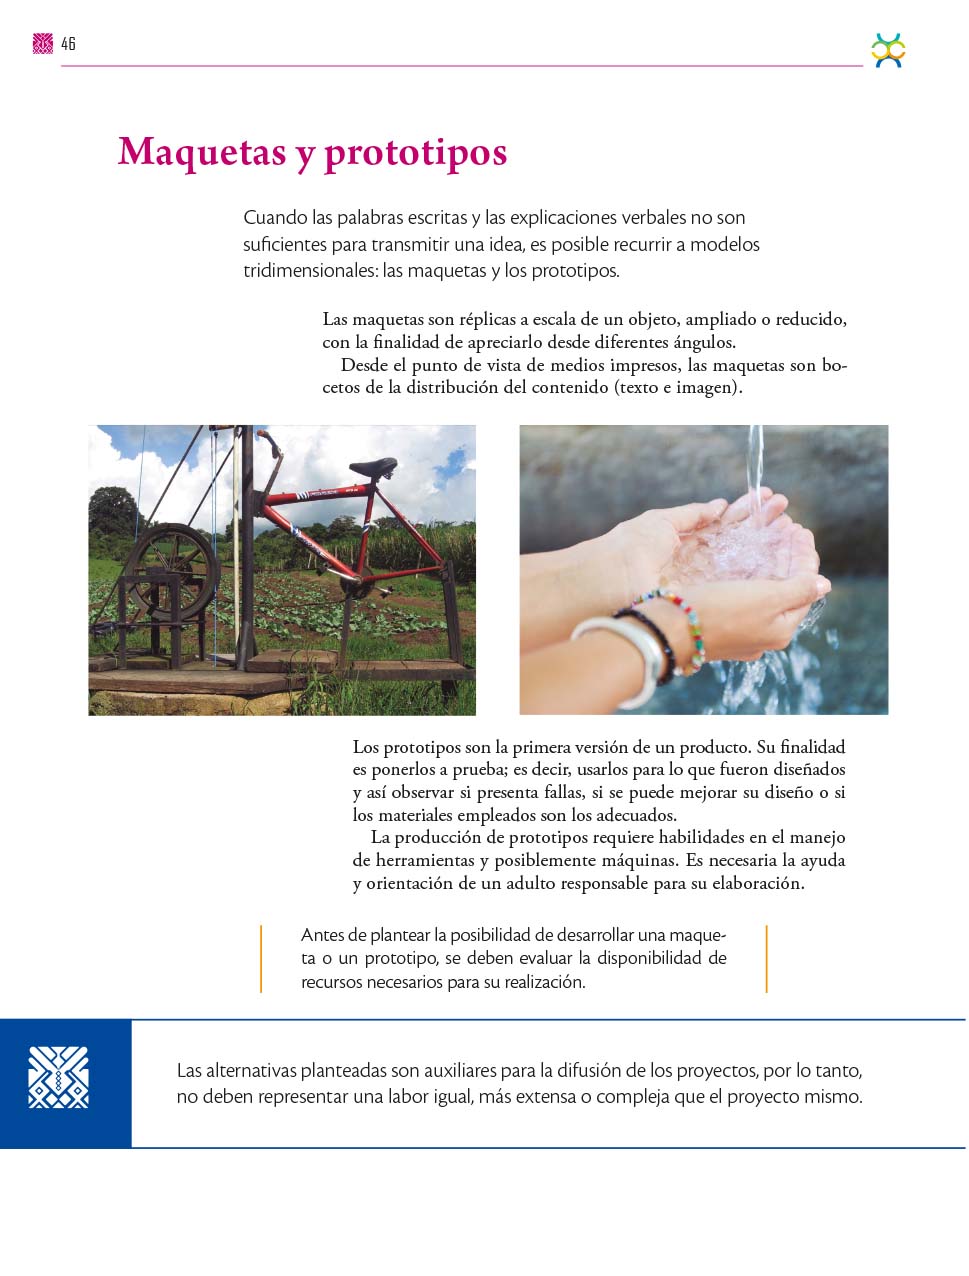 46
Maquetas y prototipos
Cuando las palabras escritas y las explicaciones verbales no son
suficientes para transmitir una idea, es posible recurrir a modelos
tridimensionales: las maquetas y los prototipos.
Las maquetas son réplicas a escala de un objeto, ampliado o reducido,
con la finalidad de apreciarlo desde diferentes ángulos.
Desde el punto de vista de medios impresos, las maquetas son bo-
cetos de la distribución del contenido (texto e imagen).
Los prototipos son la primera versión de un producto. Su finalidad
es ponerlos a prueba; es decir, usarlos para lo que fueron diseñados
y así observar si presenta fallas, si se puede mejorar su diseño o si
los materiales empleados son los adecuados.
La producción de prototipos requiere habilidades en el manejo
de herramientas y posiblemente máquinas. Es necesaria la ayuda
y orientación de un adulto responsable para su elaboración.
Antes de plantear la posibilidad de desarrollar una maque-
ta o un prototipo, se deben evaluar la disponibilidad de
recursos necesarios para su realización.
Las alternativas planteadas son auxiliares para la difusión de los proyectos, por lo tanto,
no deben representar una labor igual, más extensa o compleja que el proyecto mismo.